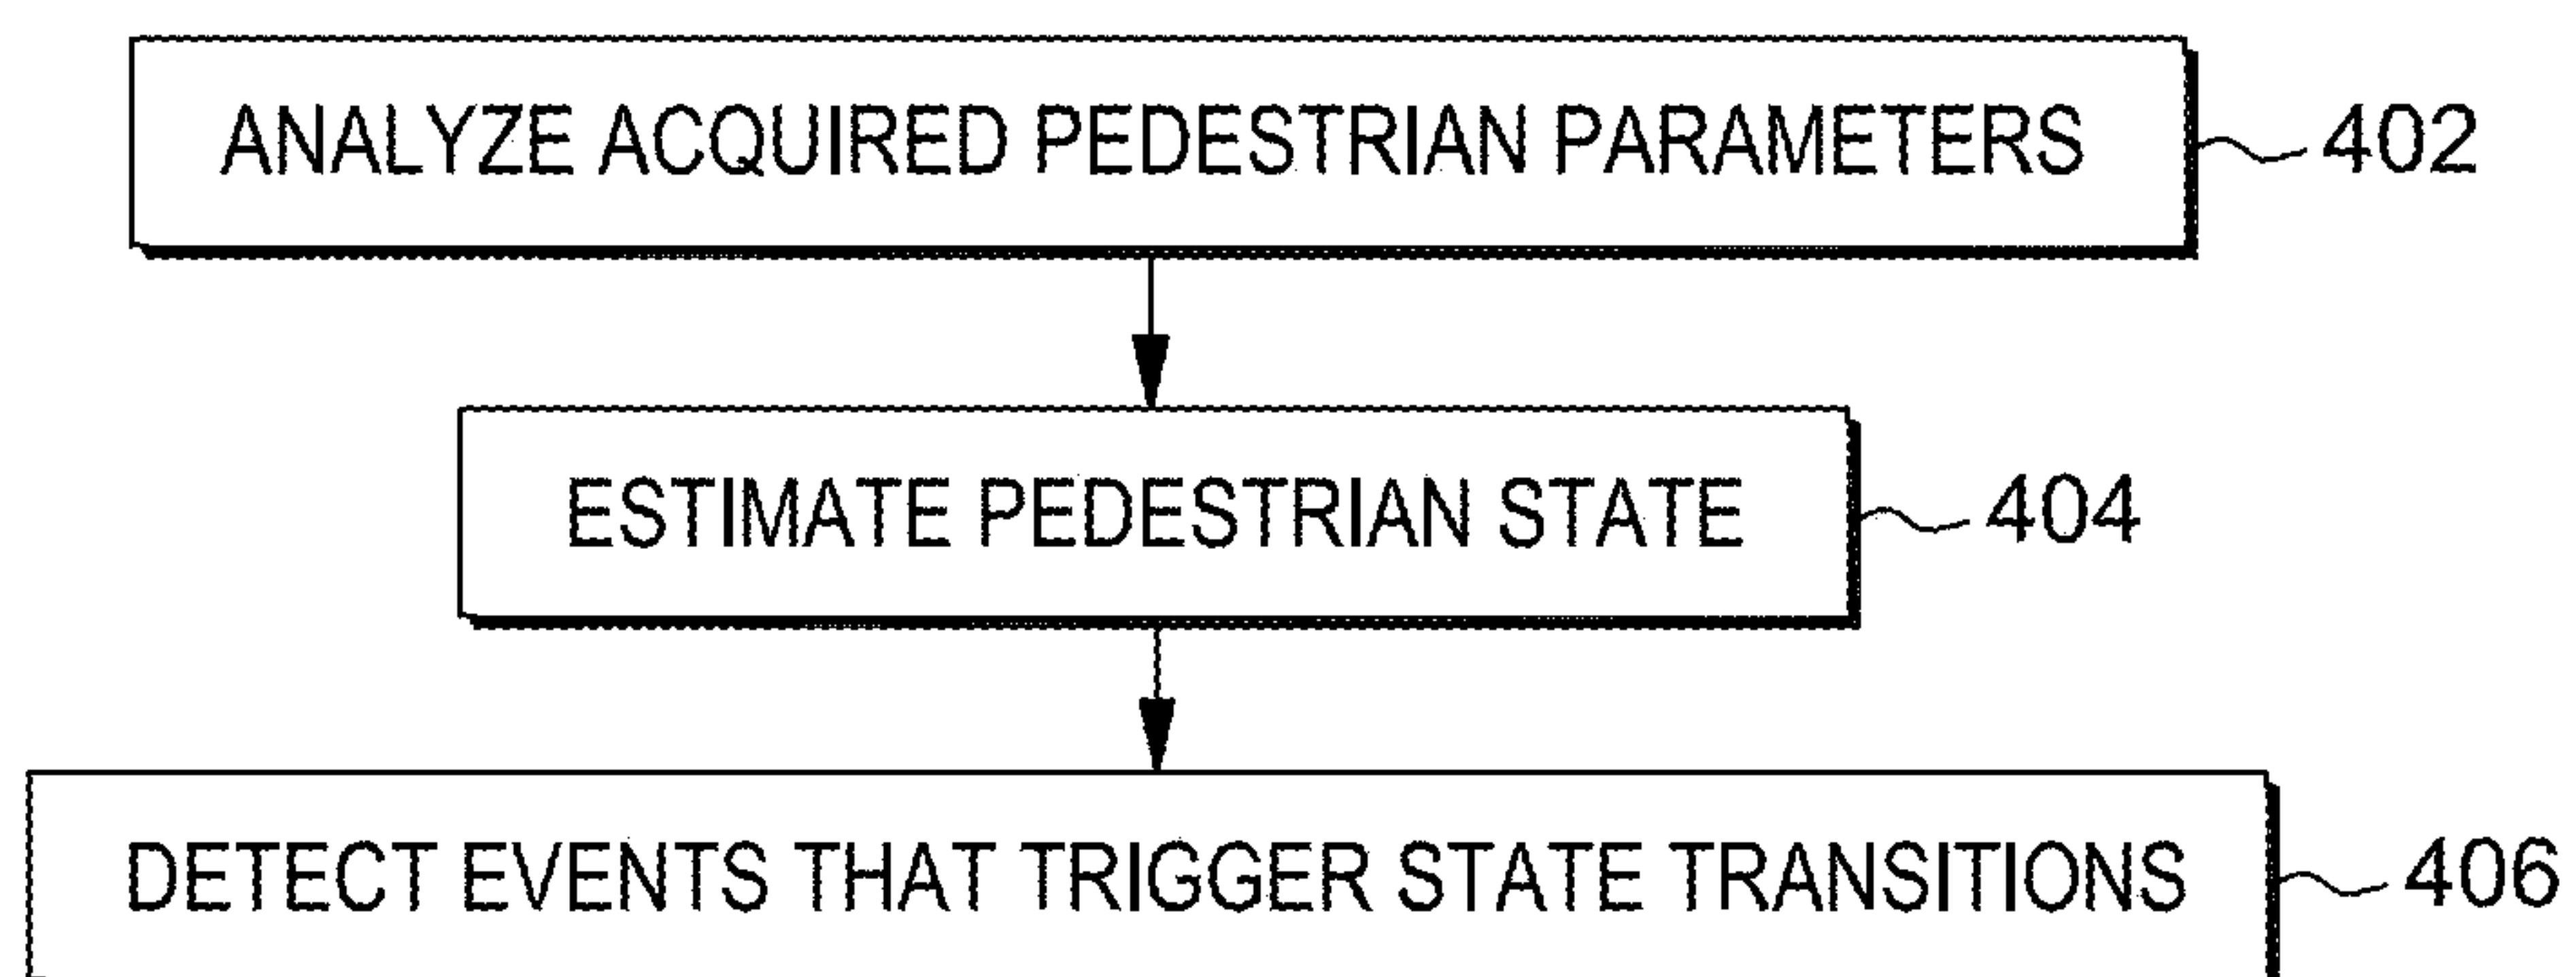 ANALYZE ACQUIRED PEDESTRIAN PARAMETERS 402
ESTIMATE PEDESTRIAN STATE 404
DETECT EVENTS THAT TRIGGER STATE TRANSITIONS 406